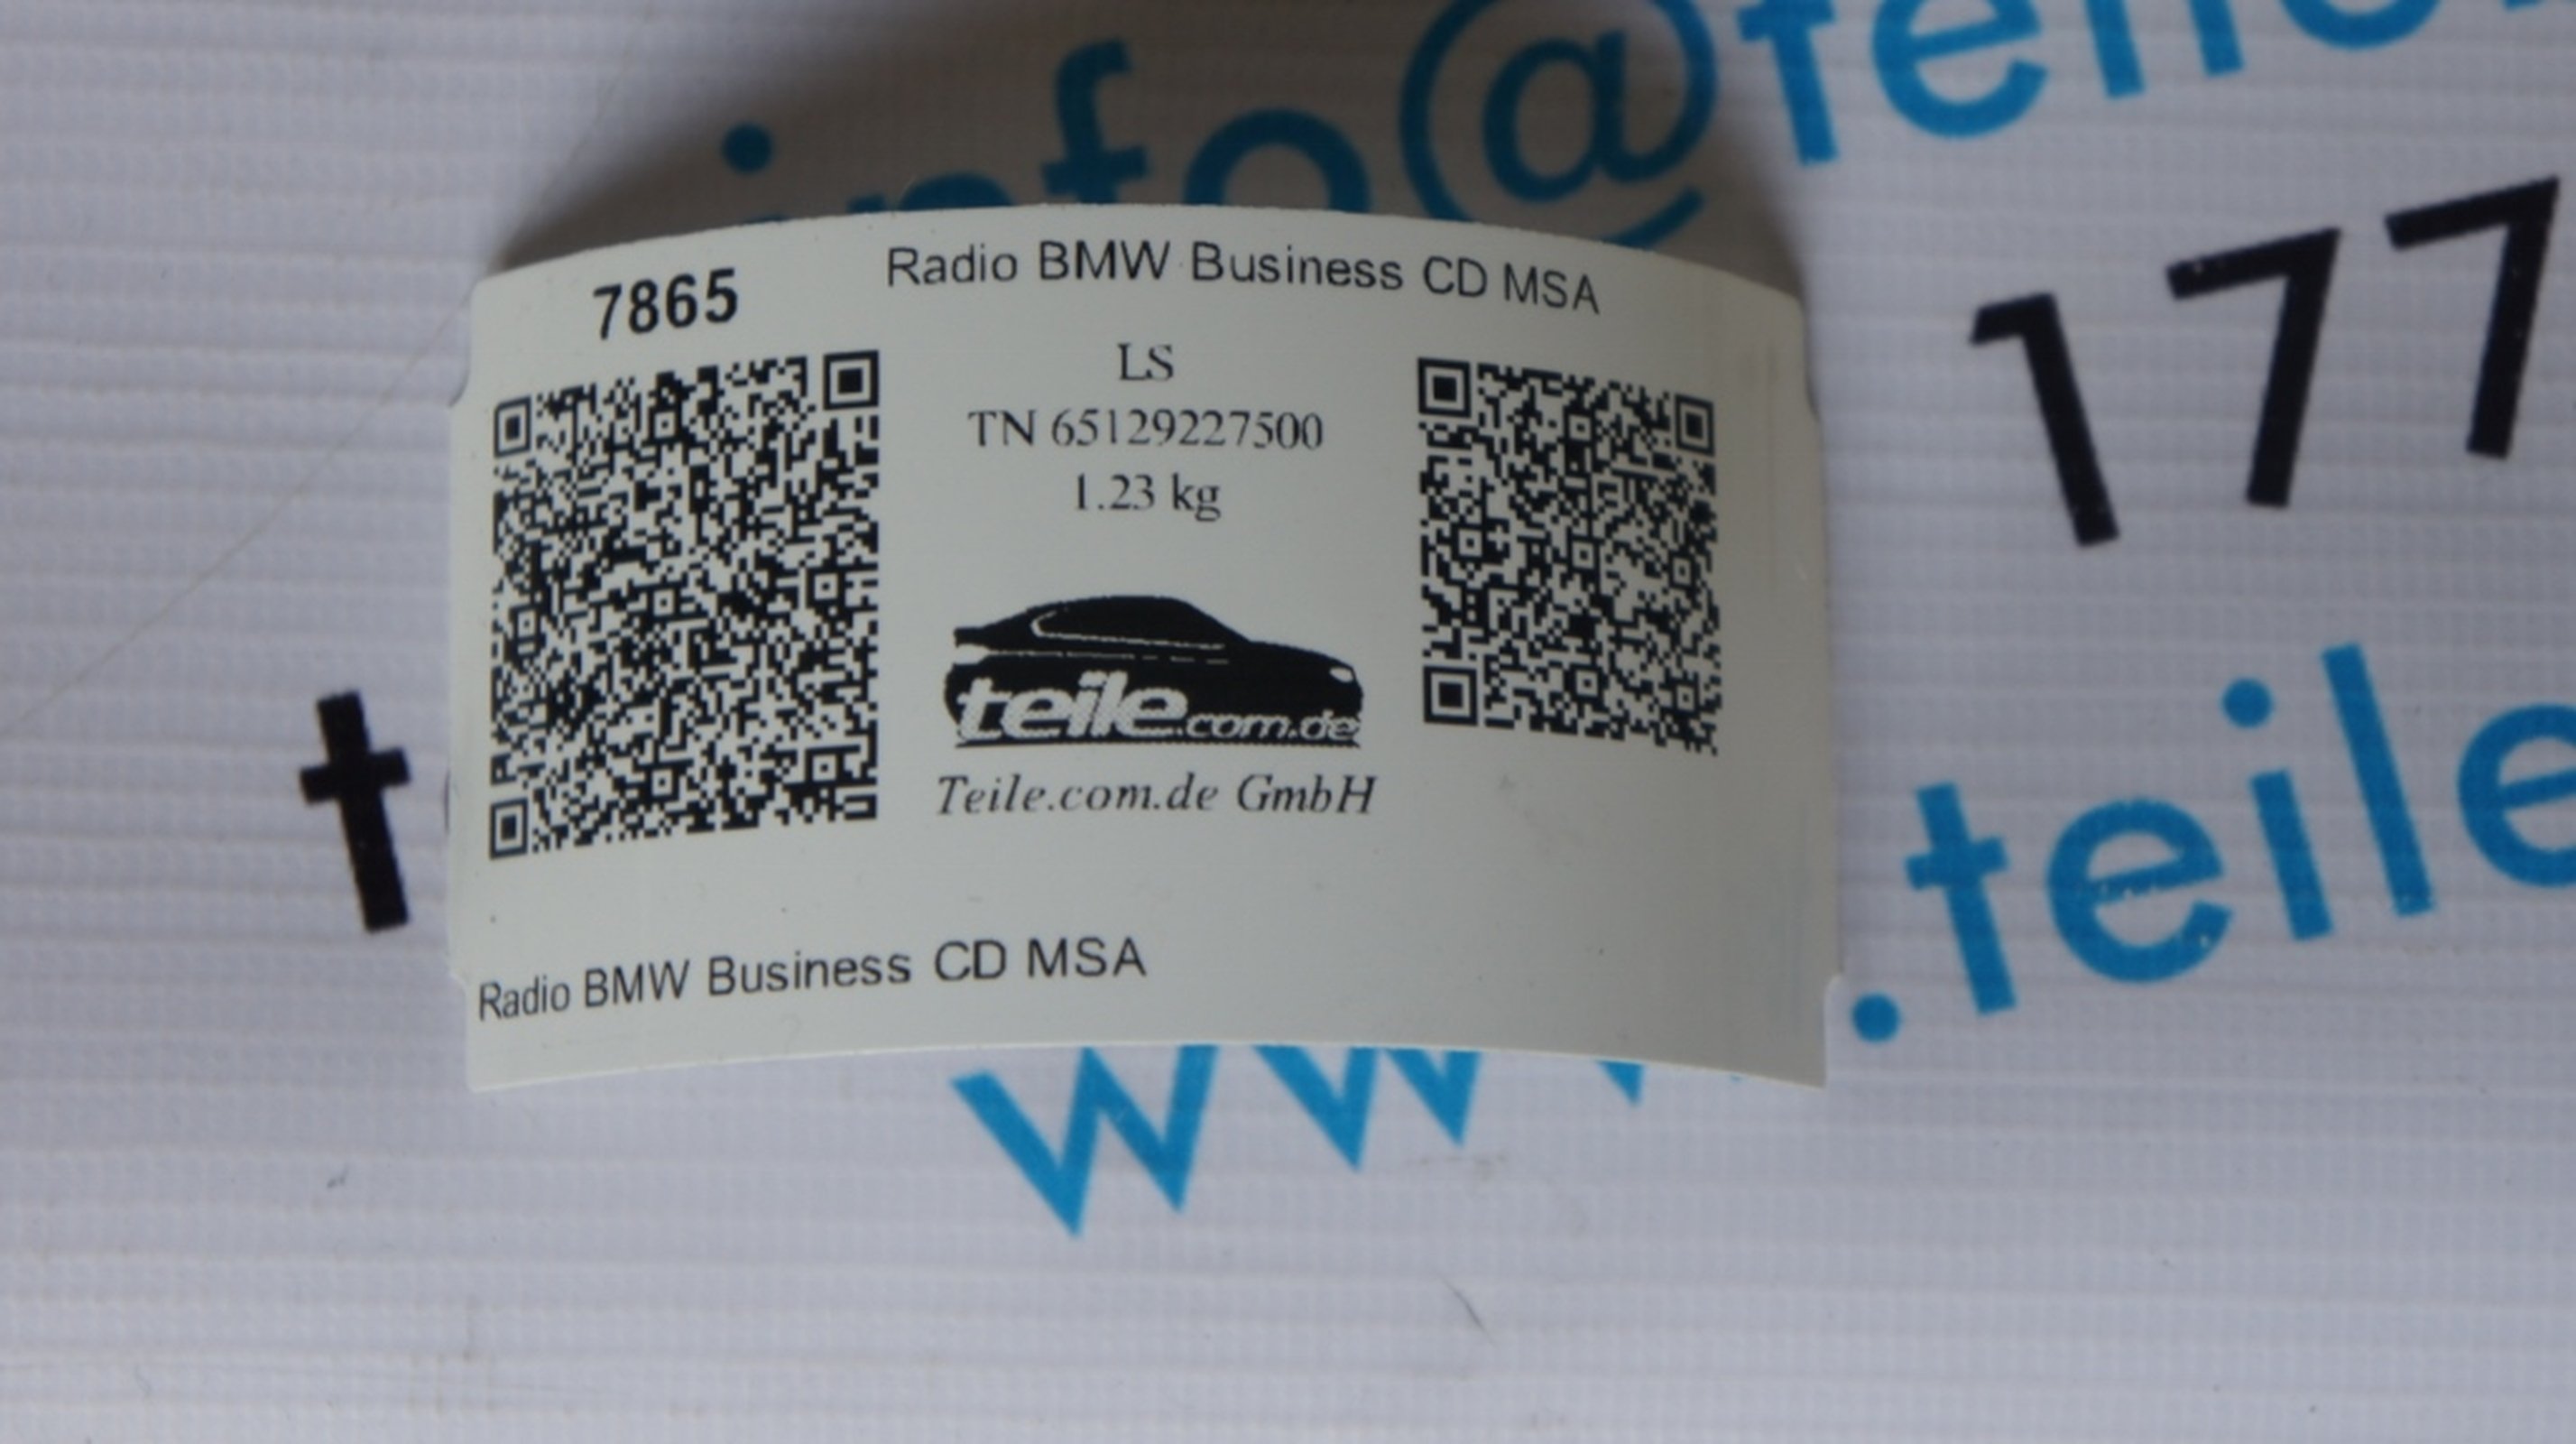 info@teile.
177
7865
Radio BMW Business CD MSA
LS
TN 65129227500
1.23 kg
teile.com.de
Teile.com.de GmbH
t
Radio BMW Business CD MSA
www.teile